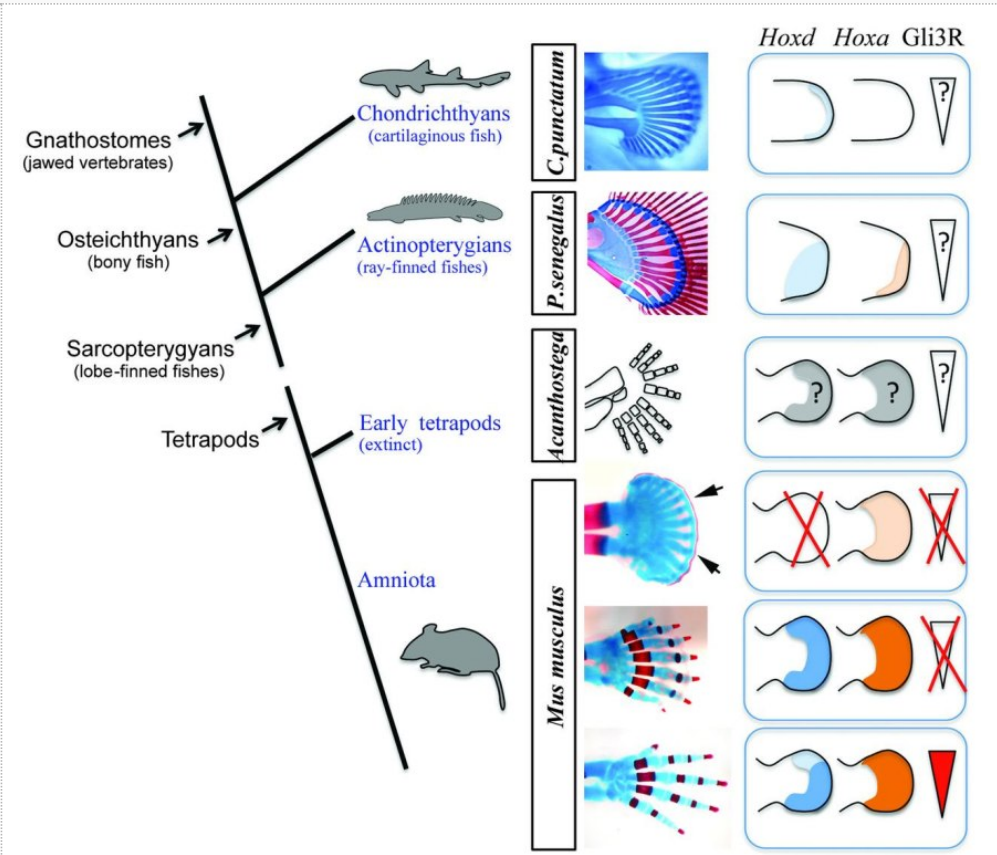 Hoxd Hoxa Gli3R
Chondrichthyans
(cartilaginous fish)
Gnathostomes
(jawed vertebrates)
C.punctatum
?
Osteichthyans
(bony fish)
Actinopterygians
(ray-finned fishes)
P.senegalus
?
Sarcopterygyans
(lobe-finned fishes)
Tetrapods
Early tetrapods
(extinct)
Acanthostega
? ? ?
Amniota
Mus musculus